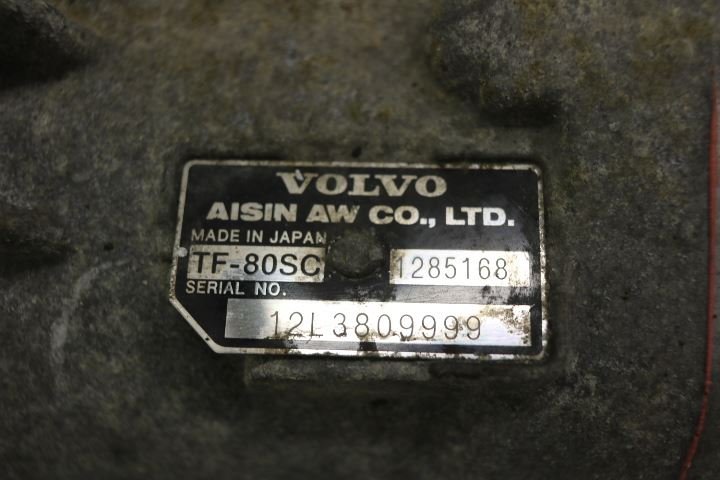 VOLVO
AISIN AW CO., LTD.
MADE IN JAPAN
TF-80SC 1285168
SERIAL NO.
12L3809999